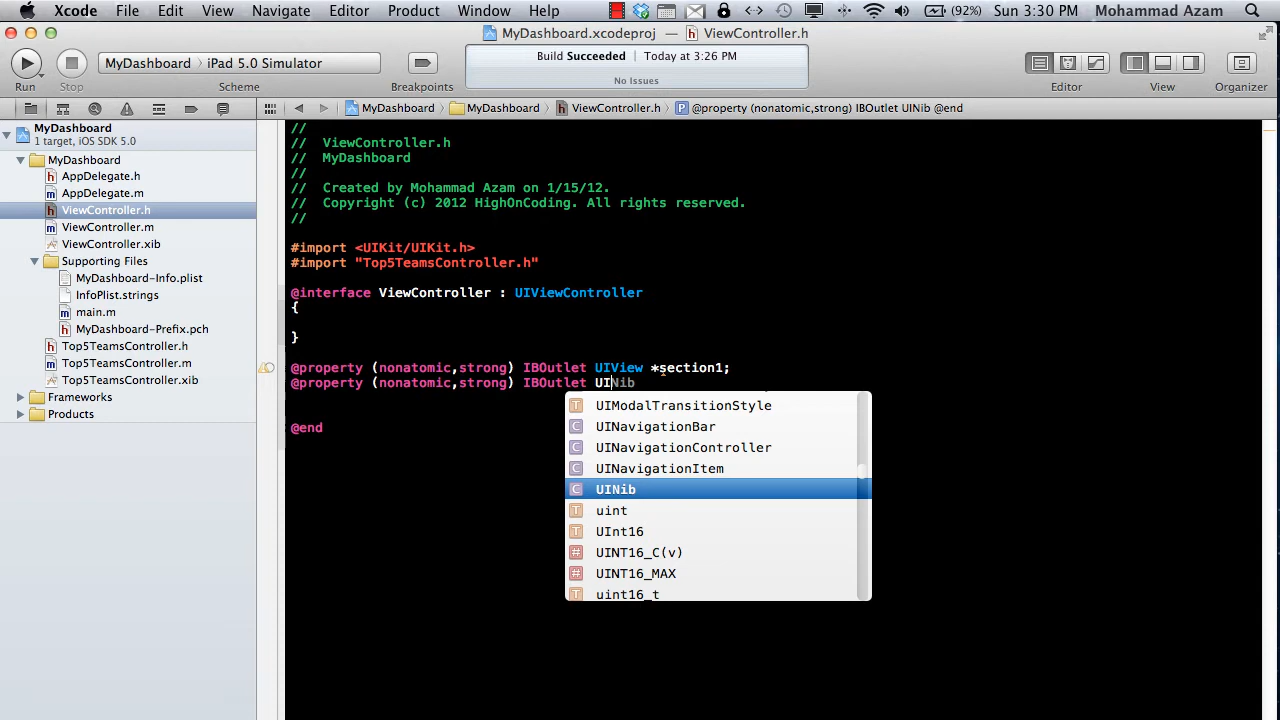 Xcode File Edit View Navigate Editor Product Window Help (92%) Sun 3:30 PM Mohammad Azam
MyDashboard.xcodeproj — ViewController.h
MyDashboard iPad 5.0 Simulator
Build Succeeded Today at 3:26 PM
No Issues
Run Stop Scheme Breakpoints Editor View Organizer
MyDashboard MyDashboard ViewController.h @property (nonatomic,strong) IBOutlet UINib @end
MyDashboard
1 target, iOS SDK 5.0
MyDashboard
AppDelegate.h
AppDelegate.m
ViewController.h
ViewController.m
ViewController.xib
Supporting Files
MyDashboard-Info.plist
InfoPlist.strings
main.m
MyDashboard-Prefix.pch
Top5TeamsController.h
Top5TeamsController.m
Top5TeamsController.xib
Frameworks
Products
//
// ViewController.h
// MyDashboard
//
// Created by Mohammad Azam on 1/15/12.
// Copyright (c) 2012 HighOnCoding. All rights reserved.
//
#import <UIKit/UIKit.h>
#import "Top5TeamsController.h"
@interface ViewController : UIViewController
{
}
@property (nonatomic,strong) IBOutlet UIView *section1;
@property (nonatomic,strong) IBOutlet UINib
@end
UIModalTransitionStyle
UINavigationBar
UINavigationController
UINavigationItem
UINib
uint
UInt16
UINT16_C(v)
UINT16_MAX
uint16_t